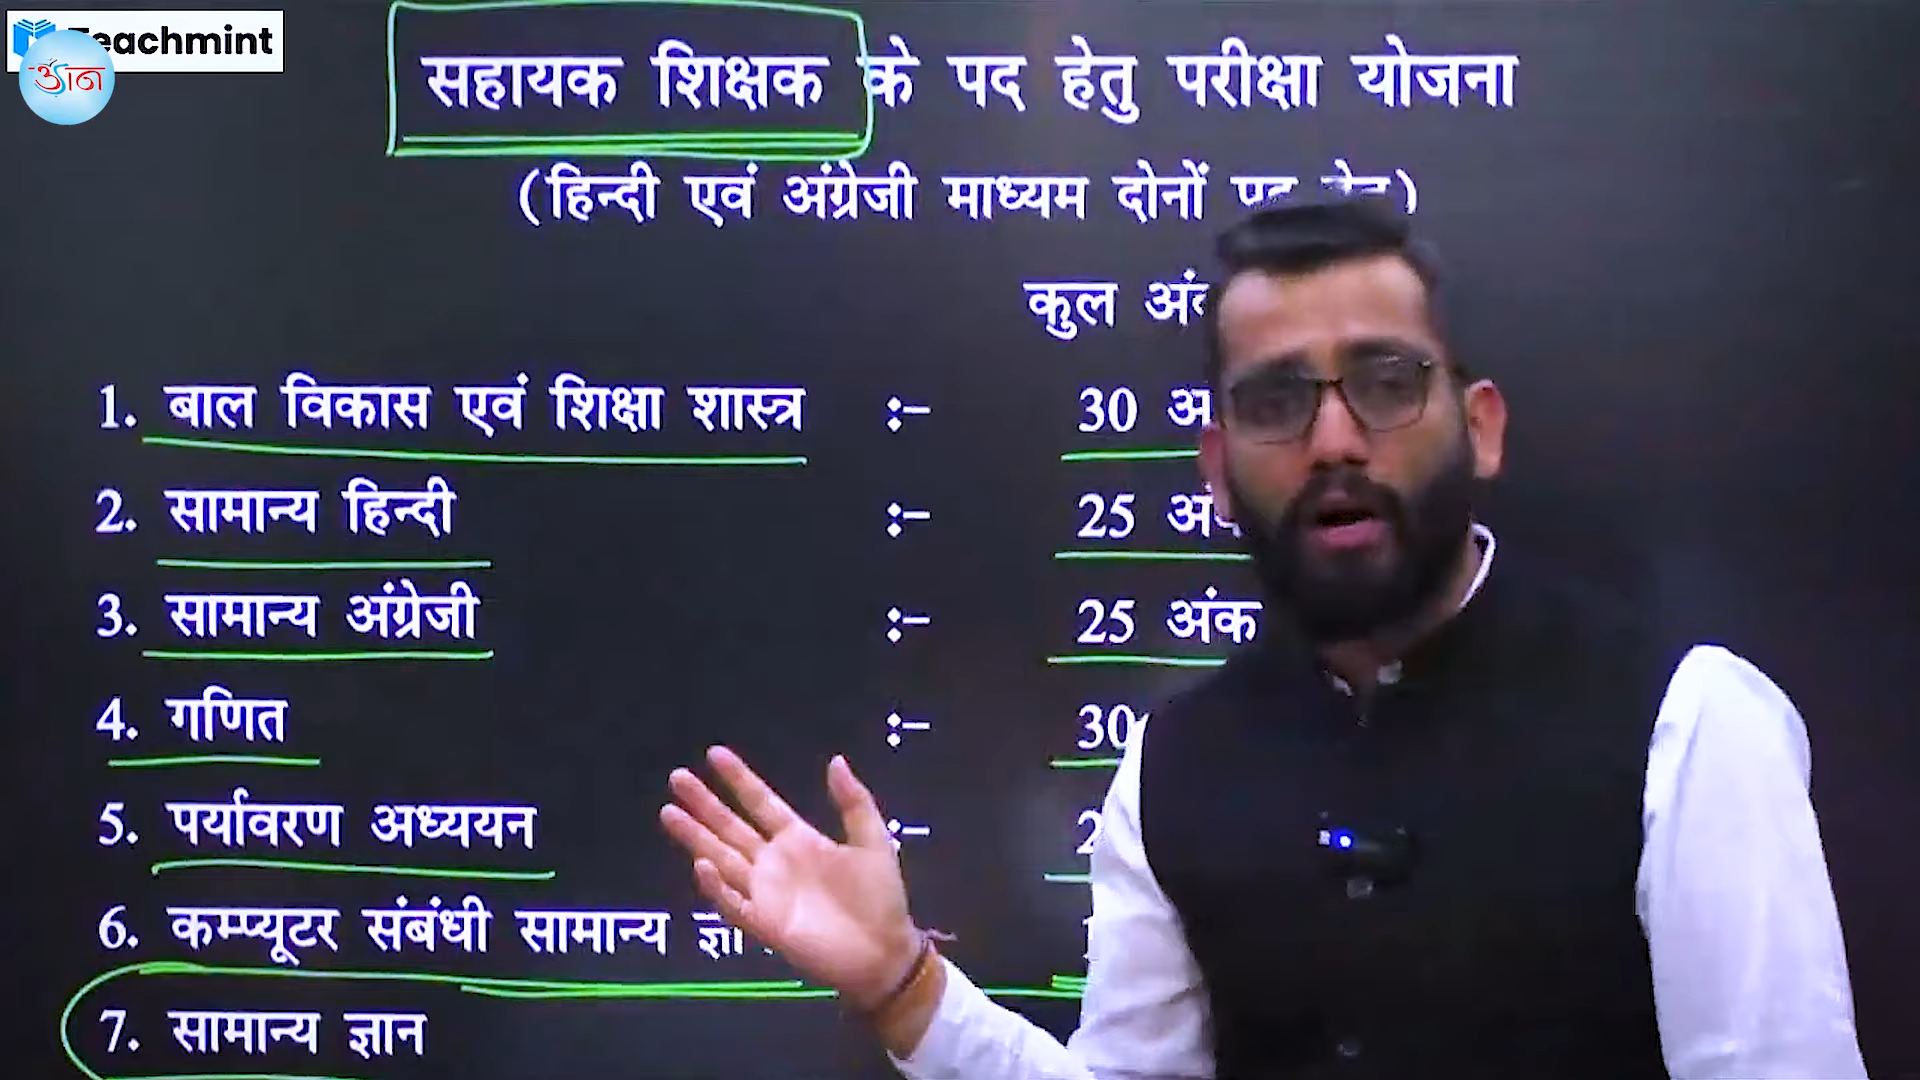 Teachmint
ज्ञान
सहायक शिक्षक के पद हेतु परीक्षा योजना
(हिन्दी एवं अंग्रेजी माध्यम दोनों
कुल
1. बाल विकास एवं शिक्षा शास्त्र :– 30
2. सामान्य हिन्दी :– 25
3. सामान्य अंग्रेजी :– 25 अंक
4. गणित :– 30
5. पर्यावरण अध्ययन :–
6. कम्प्यूटर संबंधी सामान्य
7. सामान्य ज्ञान